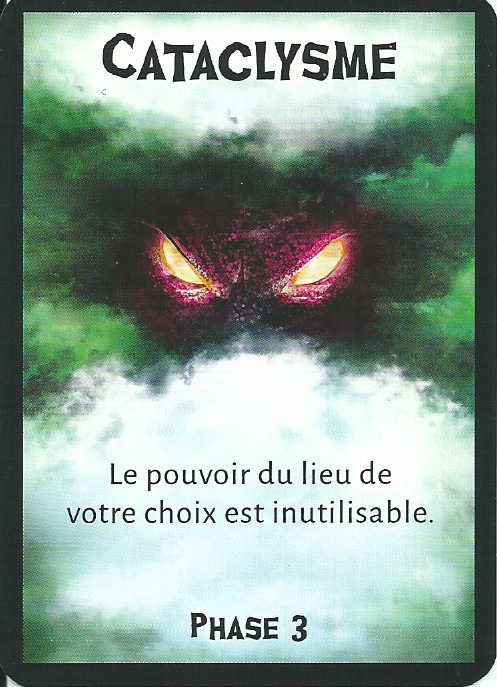 Cataclysme
Le pouvoir du lieu de
votre choix est inutilisable.
Phase 3